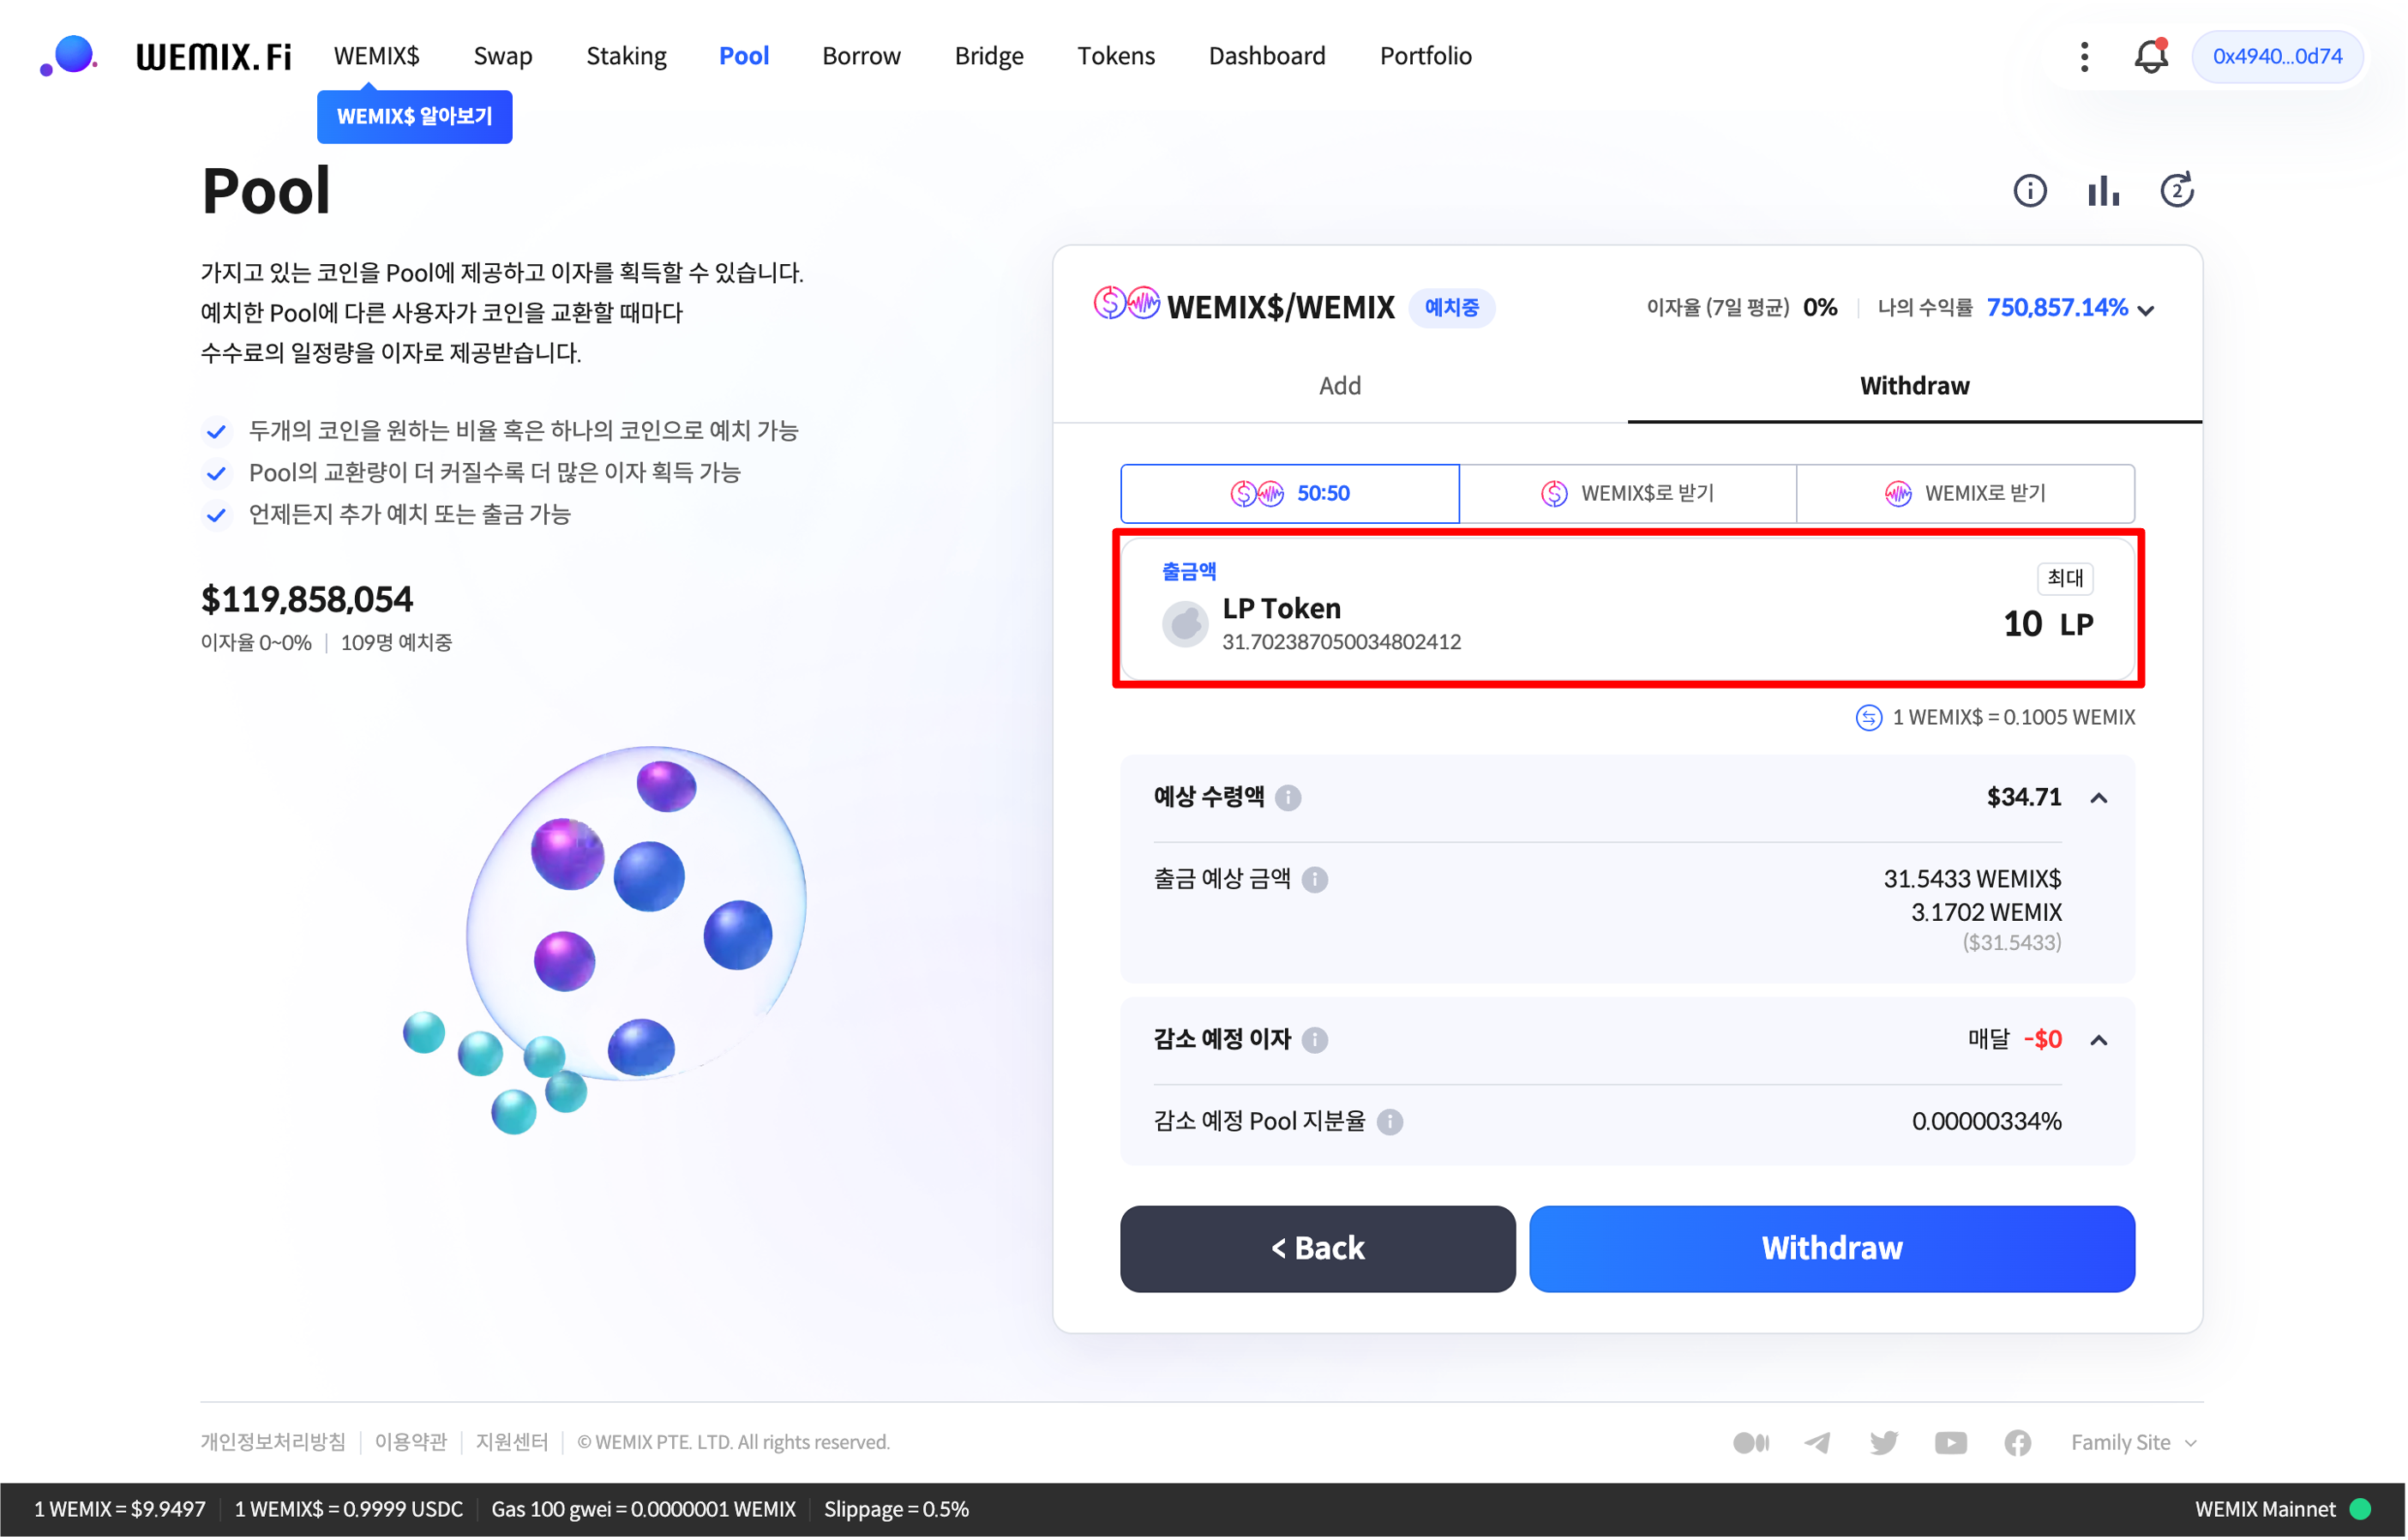 WEMIX.Fi WEMIX$ Swap Staking Pool Borrow Bridge Tokens Dashboard Portfolio 0x4940...0d74
WEMIX$ 알아보기
Pool
2
가지고 있는 코인을 Pool에 제공하고 이자를 획득할 수 있습니다.
예치한 Pool에 다른 사용자가 코인을 교환할 때마다
수수료의 일정량을 이자로 제공받습니다.
두개의 코인을 원하는 비율 혹은 하나의 코인으로 예치 가능
Pool의 교환량이 더 커질수록 더 많은 이자 획득 가능
언제든지 추가 예치 또는 출금 가능
$119,858,054
이자율 0~0% 109명 예치중
WEMIX$/WEMIX 예치중 이자율 (7일 평균) 0% 나의 수익률 750,857.14%
Add Withdraw
50:50 WEMIX$로 받기 WEMIX로 받기
출금액 최대
LP Token 10 LP
31.702387050034802412
1 WEMIX$ = 0.1005 WEMIX
예상 수령액 $34.71
출금 예상 금액 31.5433 WEMIX$
3.1702 WEMIX
($31.5433)
감소 예정 이자 매달 -$0
감소 예정 Pool 지분율 0.00000334%
< Back Withdraw
개인정보처리방침 이용약관 지원센터 © WEMIX PTE. LTD. All rights reserved. Family Site
1 WEMIX = $9.9497 1 WEMIX$ = 0.9999 USDC Gas 100 gwei = 0.0000001 WEMIX Slippage = 0.5% WEMIX Mainnet